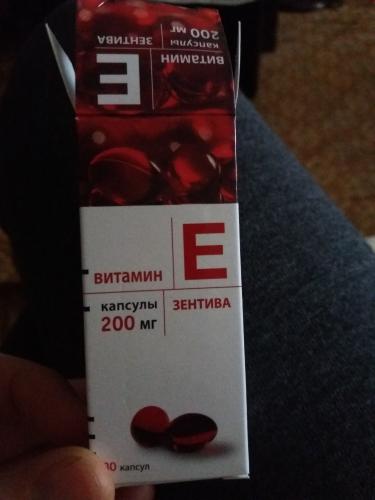 ВИТАМИН
E
капсулы
200 мг
ЗЕНТИВА
витамин
E
капсулы
200 мг
ЗЕНТИВА
капсул